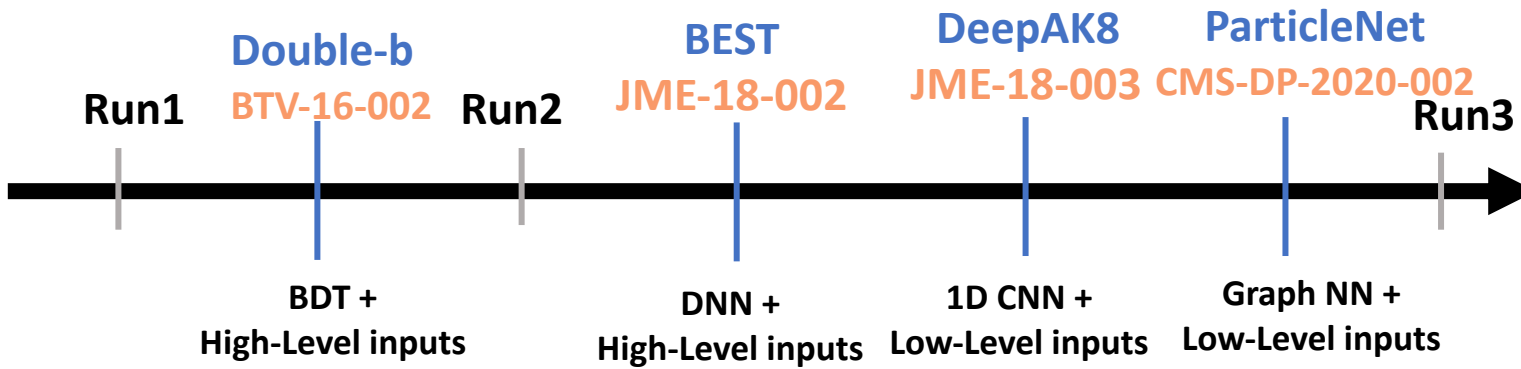 Run1
Double-b
BTV-16-002
BDT +
High-Level inputs
Run2
BEST
JME-18-002
DNN +
High-Level inputs
DeepAK8
JME-18-003
1D CNN +
Low-Level inputs
ParticleNet
CMS-DP-2020-002
Graph NN +
Low-Level inputs
Run3